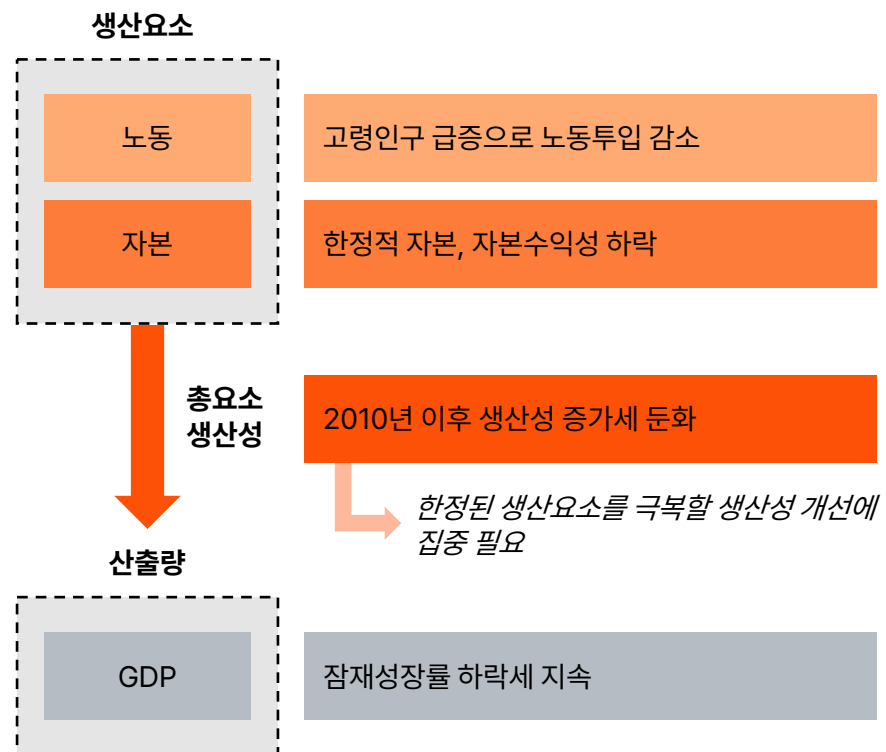 생산요소
노동
고령인구 급증으로 노동투입 감소
자본
한정적 자본, 자본수익성 하락
총요소
생산성
2010년 이후 생산성 증가세 둔화
한정된 생산요소를 극복할 생산성 개선에
집중 필요
산출량
GDP
잠재성장률 하락세 지속